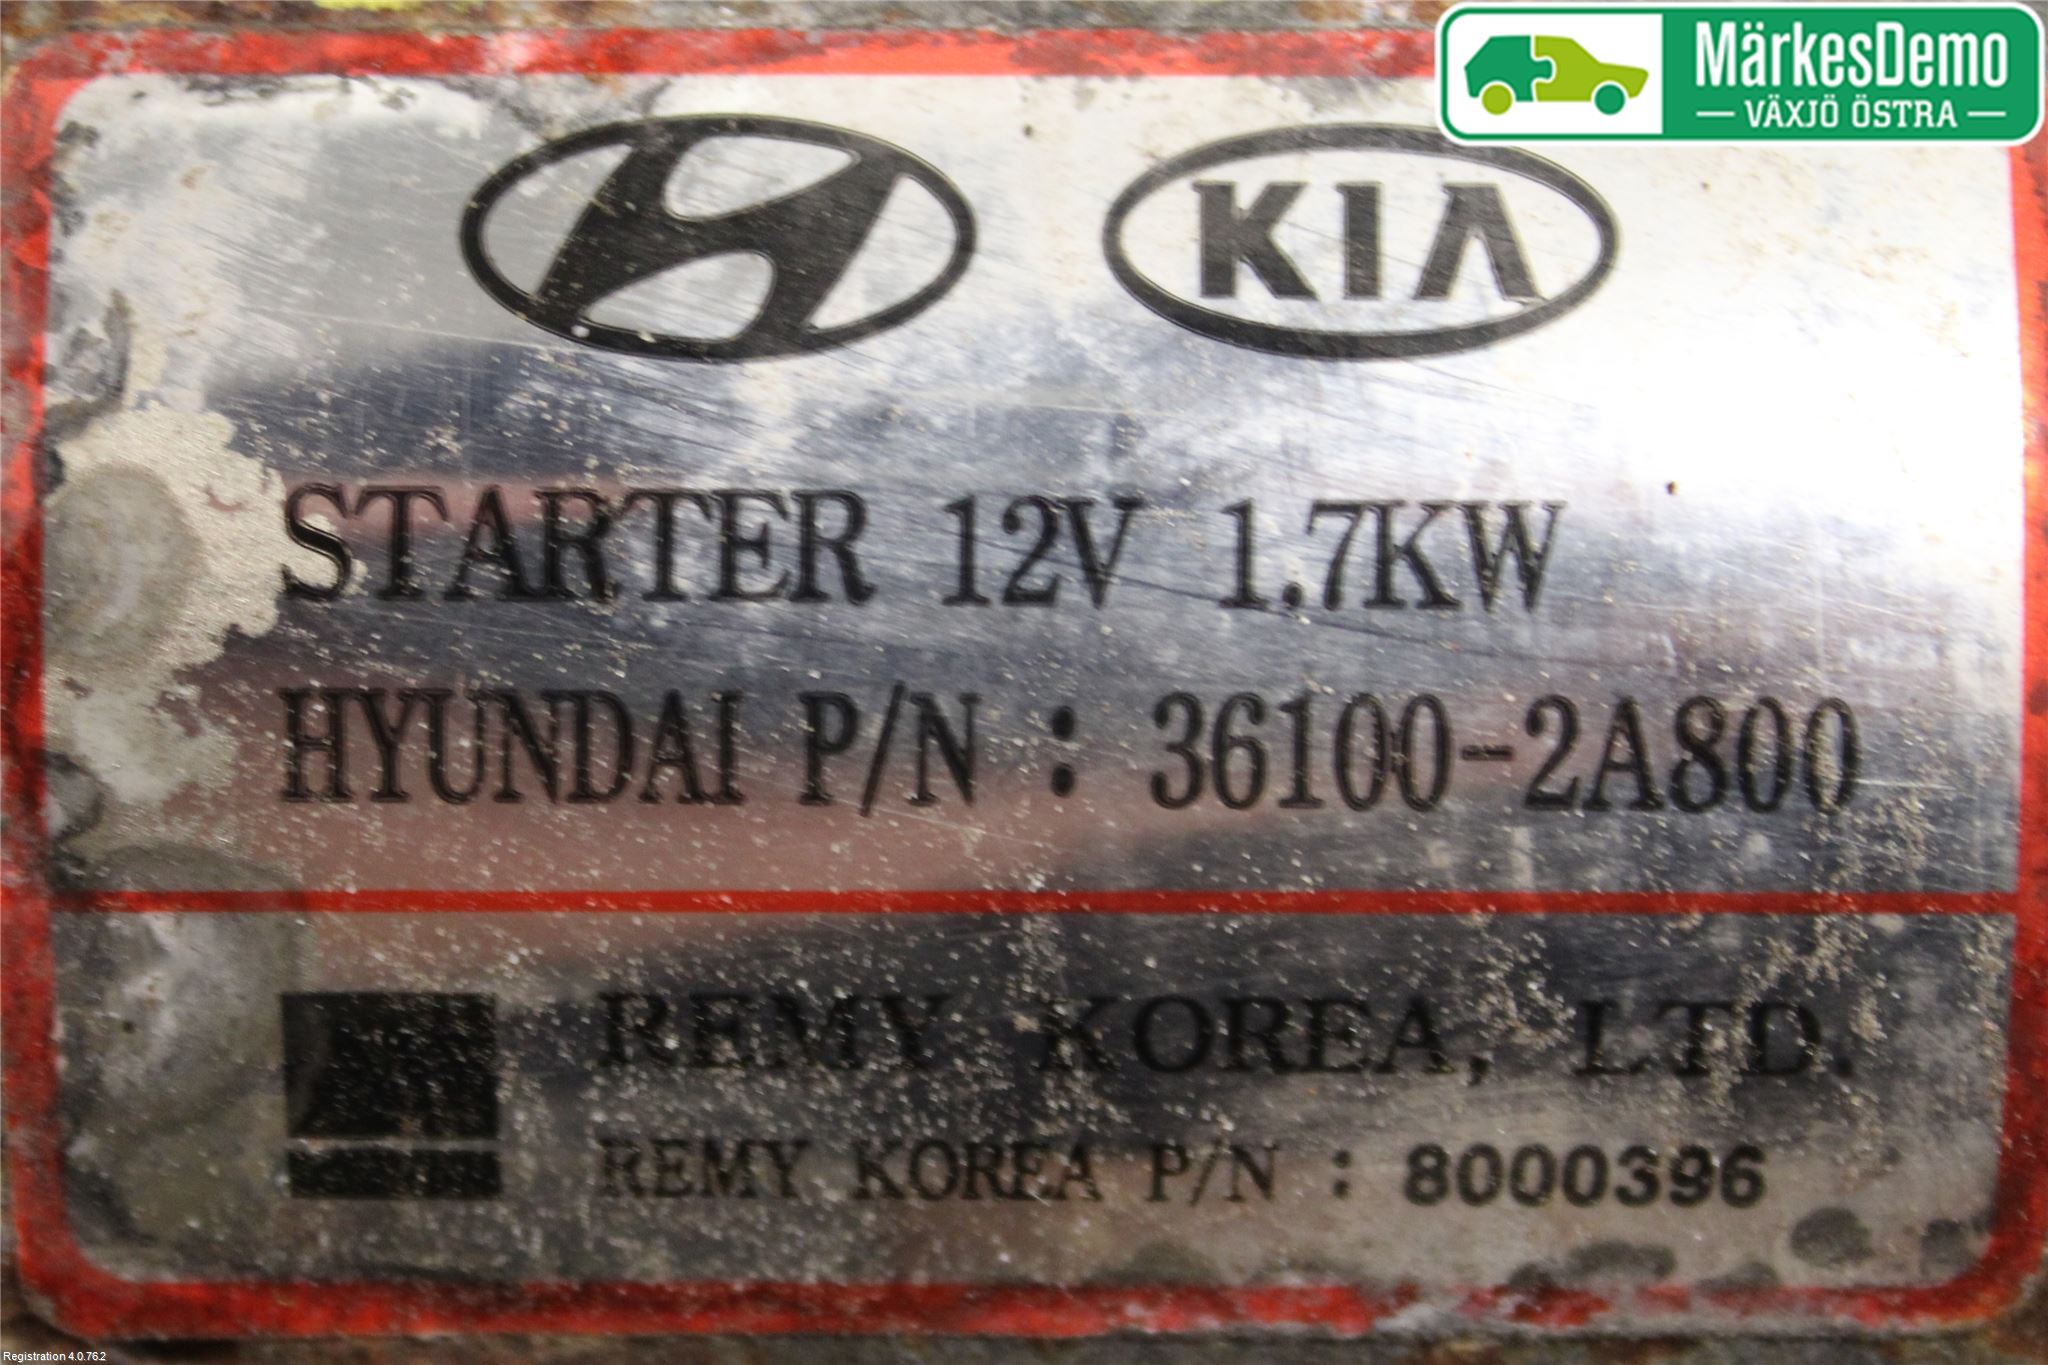 MärkesDemo
VÄXJÖ ÖSTRA
KIA
STARTER 12V 1.7KW
HYUNDAI P/N : 36100-2A800
REMY KOREA, LTD.
REMY KOREA P/N : 8000396
Registration 4.0.76.2